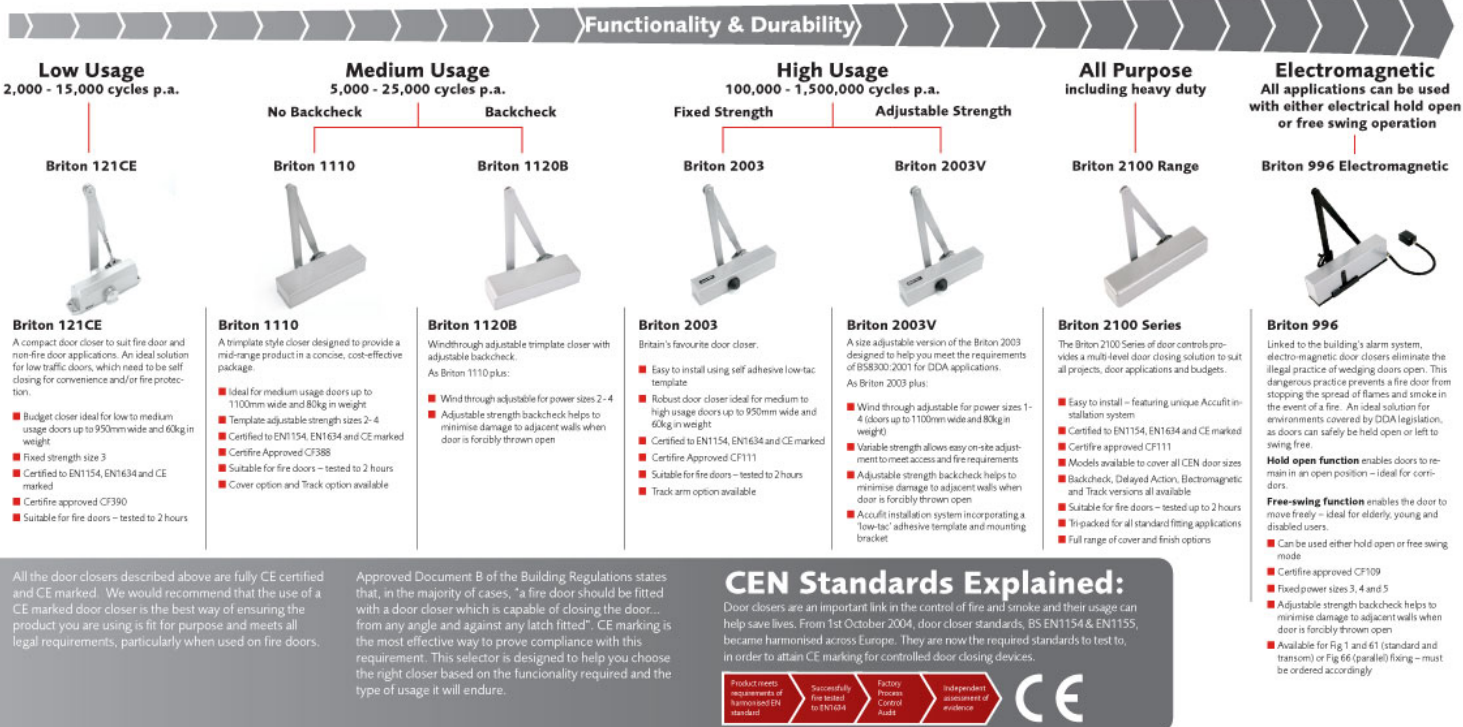 Functionality & Durability
Low Usage
2,000 - 15,000 cycles p.a.
Medium Usage
5,000 - 25,000 cycles p.a.
No Backcheck
Backcheck
High Usage
100,000 - 1,500,000 cycles p.a.
Fixed Strength
Adjustable Strength
All Purpose
including heavy duty
Electromagnetic
All applications can be used
with either electrical hold open
or free swing operation
Briton 121CE
Briton 1110
Briton 1120B
Briton 2003
Briton 2003V
Briton 2100 Range
Briton 996 Electromagnetic
Briton 121CE
A compact door closer to suit fire door and
non-fire door applications. An ideal solution
for low traffic doors, which need to be self
closing for convenience and/or fire protec-
tion.
Budget closer ideal for low to medium
usage doors up to 950mm wide and 60kg in
weight
Fixed strength size 3
Certified to EN1154, EN1634 and CE
marked
Certifire approved CF390
Suitable for fire doors – tested to 2 hours
Briton 1110
A trimplate style closer designed to provide a
mid-range product in a concise, cost-effective
package.
Ideal for medium usage doors up to
1100mm wide and 80kg in weight
Template adjustable strength sizes 2- 4
Certified to EN1154, EN1634 and CE marked
Certifire Approved CF388
Suitable for fire doors – tested to 2 hours
Cover option and Track option available
Briton 1120B
Windthrough adjustable trimplate closer with
adjustable backcheck.
As Briton 1110 plus:
Wind through adjustable for power sizes 2 - 4
Adjustable strength backcheck helps to
minimise damage to adjacent walls when
door is forcibly thrown open
Briton 2003
Britain's favourite door closer.
Easy to install using self adhesive low-tac
template
Robust door closer ideal for medium to
high usage doors up to 950mm wide and
60kg in weight
Certified to EN1154, EN1634 and CE marked
Certifire Approved CF111
Suitable for fire doors – tested to 2 hours
Track arm option available
Briton 2003V
A size adjustable version of the Briton 2003
designed to help you meet the requirements
of BS8300:2001 for DDA applications.
As Briton 2003 plus:
Wind through adjustable for power sizes 1-
4 (doors up to 1100mm wide and 80kg in
weight)
Variable strength allows easy on-site adjust-
ment to meet access and fire requirements
Adjustable strength backcheck helps to
minimise damage to adjacent walls when
door is forcibly thrown open
Accufit installation system incorporating a
'low-tac' adhesive template and mounting
bracket
Briton 2100 Series
The Briton 2100 Series of door controls pro-
vides a multi-level door closing solution to suit
all projects, door applications and budgets.
Easy to install – featuring unique Accufit in-
stallation system
Certified to EN1154, EN1634 and CE marked
Certifire approved CF111
Models available to cover all CEN door sizes
Backcheck, Delayed Action, Electromagnetic
and Track versions all available
Suitable for fire doors – tested up to 2 hours
Tri-packed for all standard fitting applications
Full range of cover and finish options
Briton 996
Linked to the building's alarm system,
electro-magnetic door closers eliminate the
illegal practice of wedging doors open. This
dangerous practice prevents a fire door from
stopping the spread of flames and smoke in
the event of a fire. An ideal solution for
environments covered by DDA legislation,
as doors can safely be held open or left to
swing free.
Hold open function enables doors to re-
main in an open position – ideal for corri-
dors.
Free-swing function enables the door to
move freely – ideal for elderly, young and
disabled users.
Can be used either hold open or free swing
mode
Certifire approved CF109
Fixed power sizes 3, 4 and 5
Adjustable strength backcheck helps to
minimise damage to adjacent walls when
door is forcibly thrown open
Available for Fig 1 and 61 (standard and
transom) or Fig 66 (parallel) fixing – must
be ordered accordingly
All the door closers described above are fully CE certified
and CE marked. We would recommend that the use of a
CE marked door closer is the best way of ensuring the
product you are using is fit for purpose and meets all
legal requirements, particularly when used on fire doors.
Approved Document B of the Building Regulations states
that, in the majority of cases, "a fire door should be fitted
with a door closer which is capable of closing the door...
from any angle and against any latch fitted". CE marking is
the most effective way to prove compliance with this
requirement. This selector is designed to help you choose
the right closer based on the funcionality required and the
type of usage it will endure.
CEN Standards Explained:
Door closers are an important link in the control of fire and smoke and their usage can
help save lives. From 1st October 2004, door closer standards, BS EN1154 & EN1155,
became harmonised across Europe. They are now the required standards to test to,
in order to attain CE marking for controlled door closing devices.
Product meets
requirements of
harmonised EN
standard
Successfully
fire tested
to EN1634
Factory
Process
Control
Audit
Independent
assessment of
evidence
CE